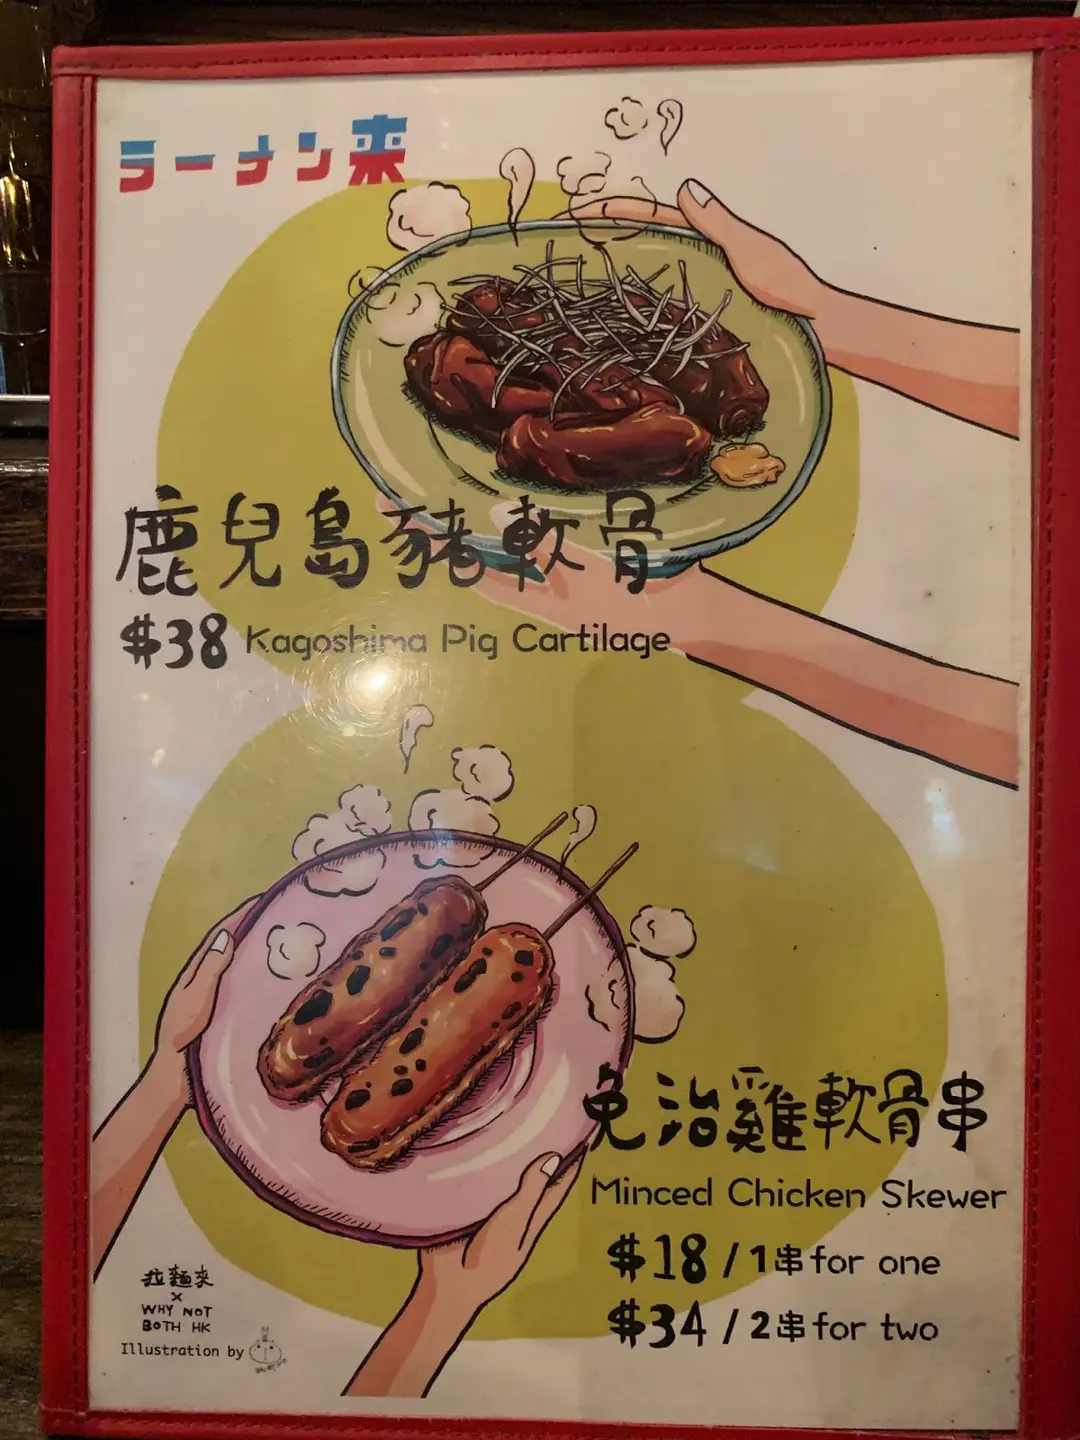 ラーメン来
鹿兒島豬軟骨
$38 Kagoshima Pig Cartilage
免治雞軟骨串
Minced Chicken Skewer
$18 / 1串 for one
$34 / 2串 for two
拉麵來
x
WHY NOT
BOTH HK
Illustration by